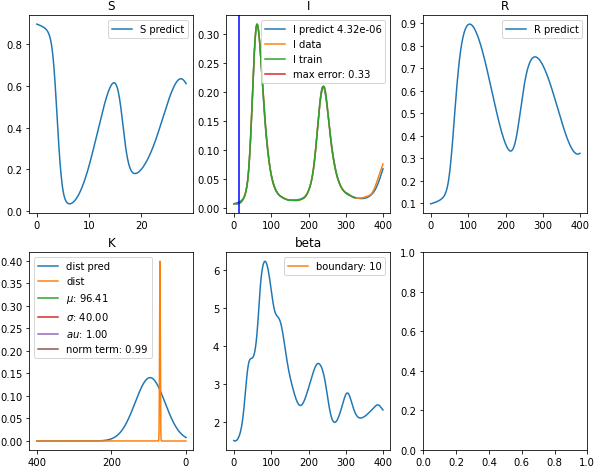 S
0.8
0.6
0.4
0.2
0.0
0 10 20
S predict
I
0.30
0.25
0.20
0.15
0.10
0.05
0.00
0 100 200 300 400
I predict 4.32e-06
I data
I train
max error: 0.33
R
0.9
0.8
0.7
0.6
0.5
0.4
0.3
0.2
0.1
0 100 200 300 400
R predict
K
0.40
0.35
0.30
0.25
0.20
0.15
0.10
0.05
0.00
400 200 0
dist pred
dist
μ: 96.41
σ: 40.00
au: 1.00
norm term: 0.99
beta
6
5
4
3
2
0 100 200 300 400
boundary: 10
1.0
0.8
0.6
0.4
0.2
0.0
0.0 0.2 0.4 0.6 0.8 1.0